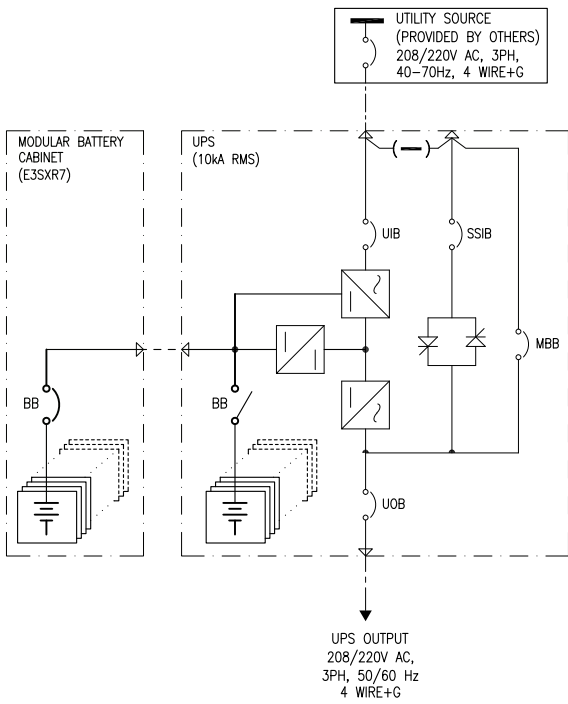 UTILITY SOURCE
(PROVIDED BY OTHERS)
208/220V AC, 3PH,
40-70Hz, 4 WIRE+G
MODULAR BATTERY
CABINET
(E3SXR7)
UPS
(10kA RMS)
UIB
SSIB
MBB
BB
BB
UOB
UPS OUTPUT
208/220V AC,
3PH, 50/60 Hz
4 WIRE+G